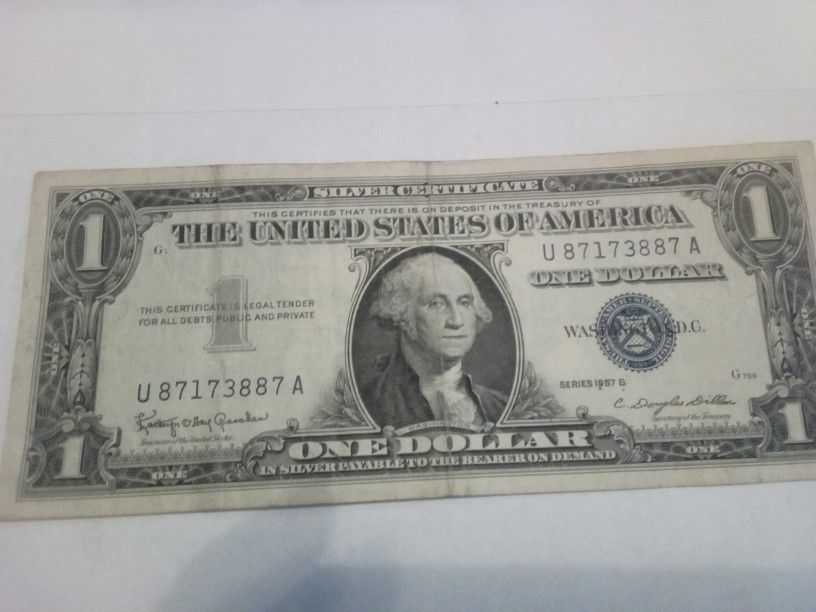 ONE
ONE
SILVER CERTIFICATE
ONE
ONE
1
THIS CERTIFIES THAT THERE IS ON DEPOSIT IN THE TREASURY OF
1
THE UNITED STATES OF AMERICA
G
U 87173887 A
ONE DOLLAR
1
THIS CERTIFICATE IS LEGAL TENDER
FOR ALL DEBTS PUBLIC AND PRIVATE
WASHINGTON, D.C.
U 87173887 A
SERIES 1957 B
G
C. Douglas Dillon
Secretary of the Treasury
Treasurer of the United States
WASHINGTON
1
ONE DOLLAR
1
ONE
IN SILVER PAYABLE TO THE BEARER ON DEMAND
ONE